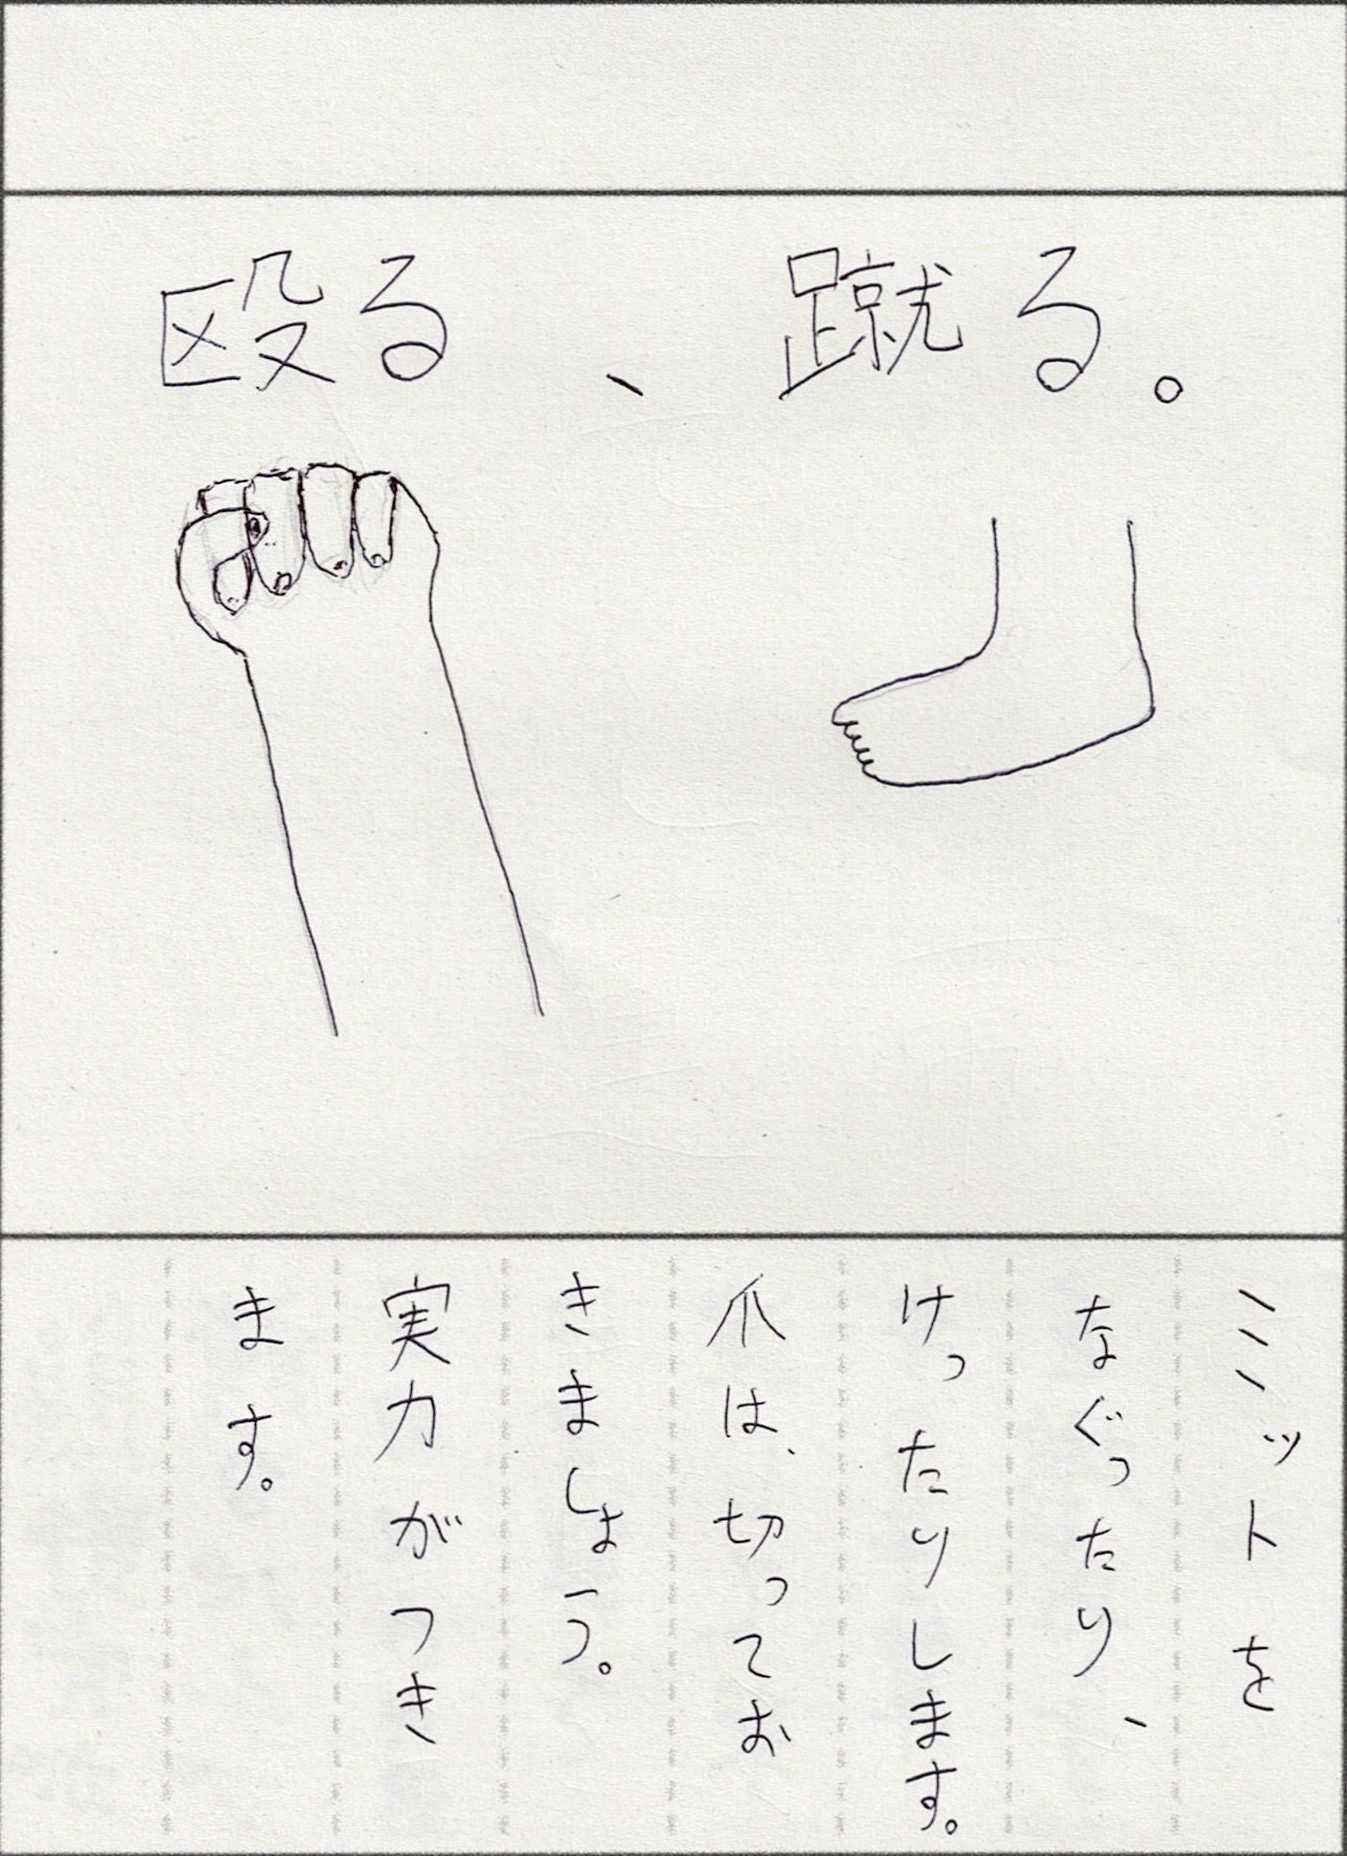 殴る、蹴る。
ミットを
なぐったり、
けったりします。
爪は、切ってお
きましょう。
実力がつき
ます。